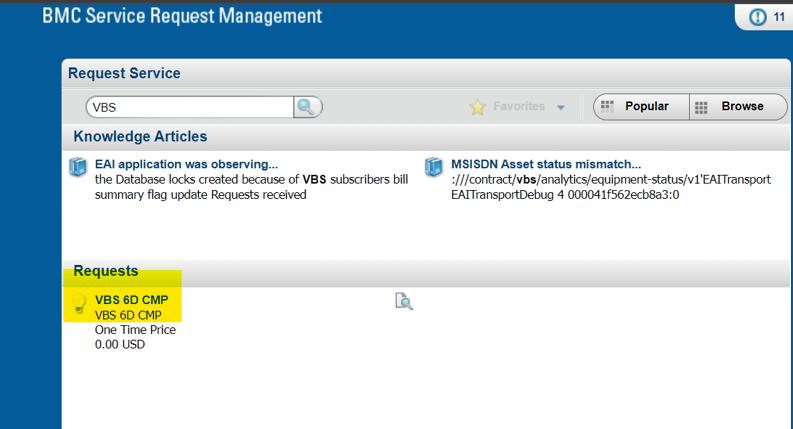 BMC Service Request Management
11
Request Service
VBS
Favorites
Popular
Browse
Knowledge Articles
EAI application was observing...
the Database locks created because of VBS subscribers bill
summary flag update Requests received
MSISDN Asset status mismatch...
:///contract/vbs/analytics/equipment-status/v1'EAITransport
EAITransportDebug 4 000041f562ecb8a3:0
Requests
VBS 6D CMP
VBS 6D CMP
One Time Price
0.00 USD